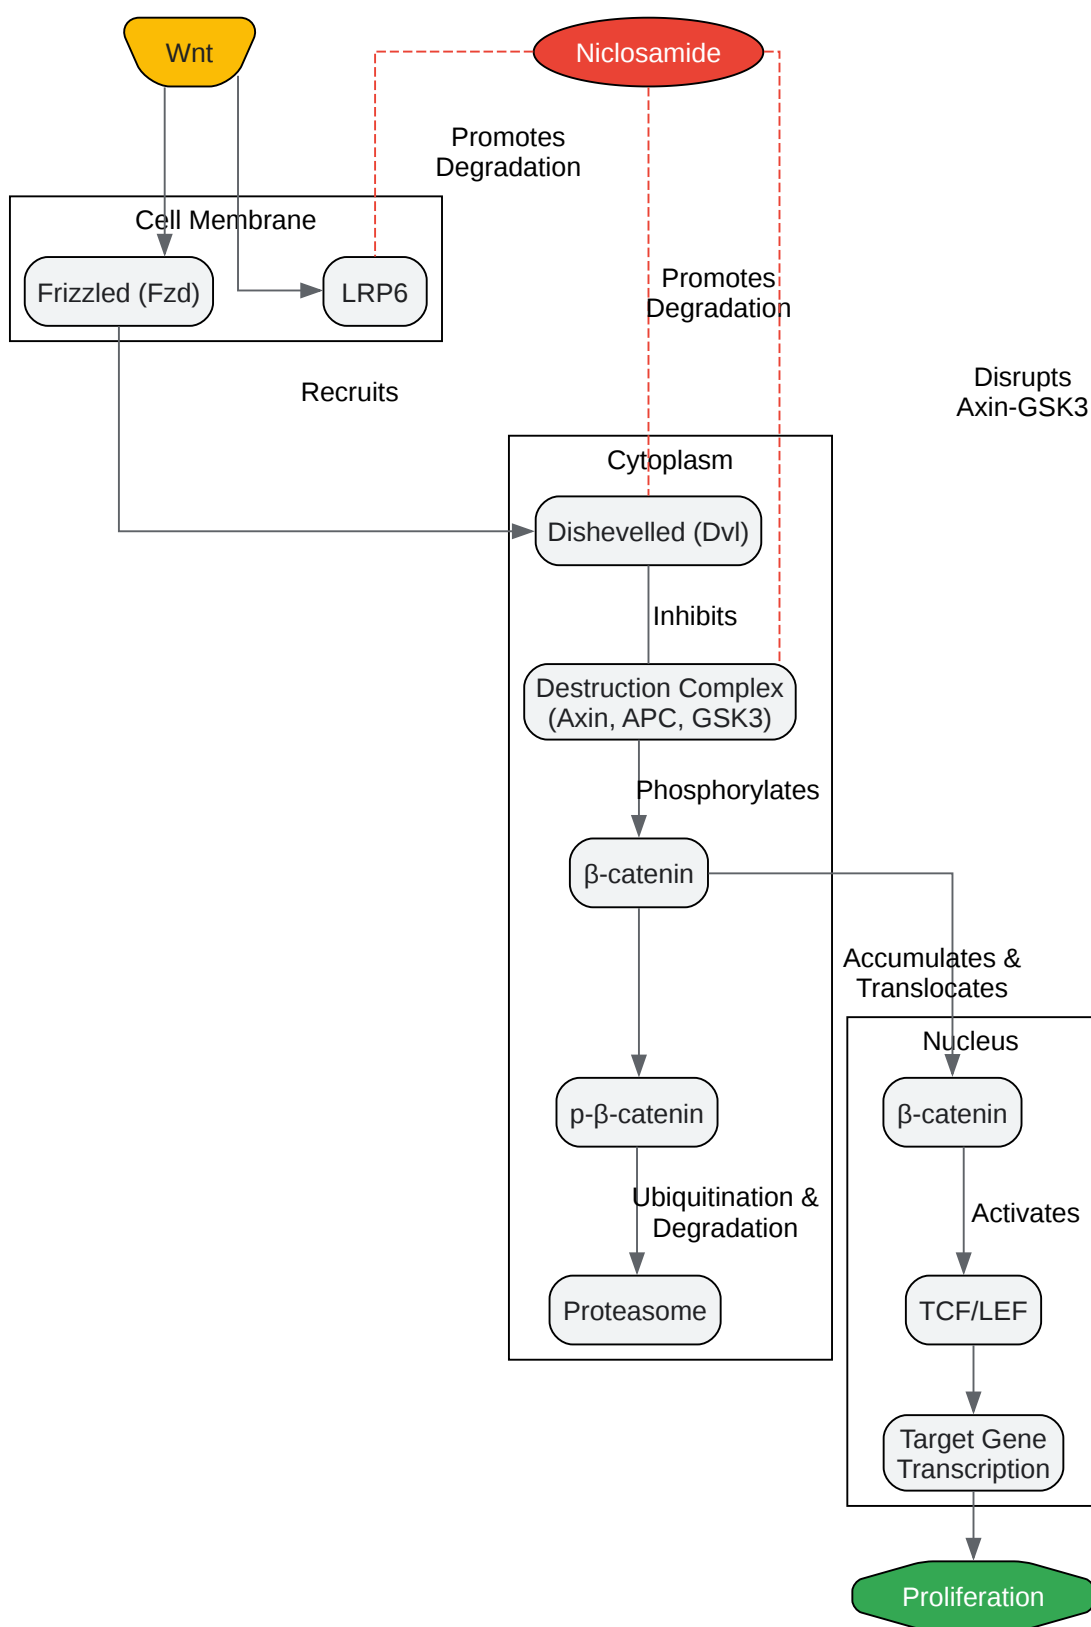 Wnt
Niclosamide
Promotes
Degradation
Cell Membrane
Frizzled (Fzd)
LRP6
Promotes
Degradation
Recruits
Disrupts
Axin-GSK3
Cytoplasm
Dishevelled (Dvl)
Inhibits
Destruction Complex
(Axin, APC, GSK3)
Phosphorylates
β-catenin
Accumulates &
Translocates
Nucleus
p-β-catenin
β-catenin
Ubiquitination &
Degradation
Activates
Proteasome
TCF/LEF
Target Gene
Transcription
Proliferation